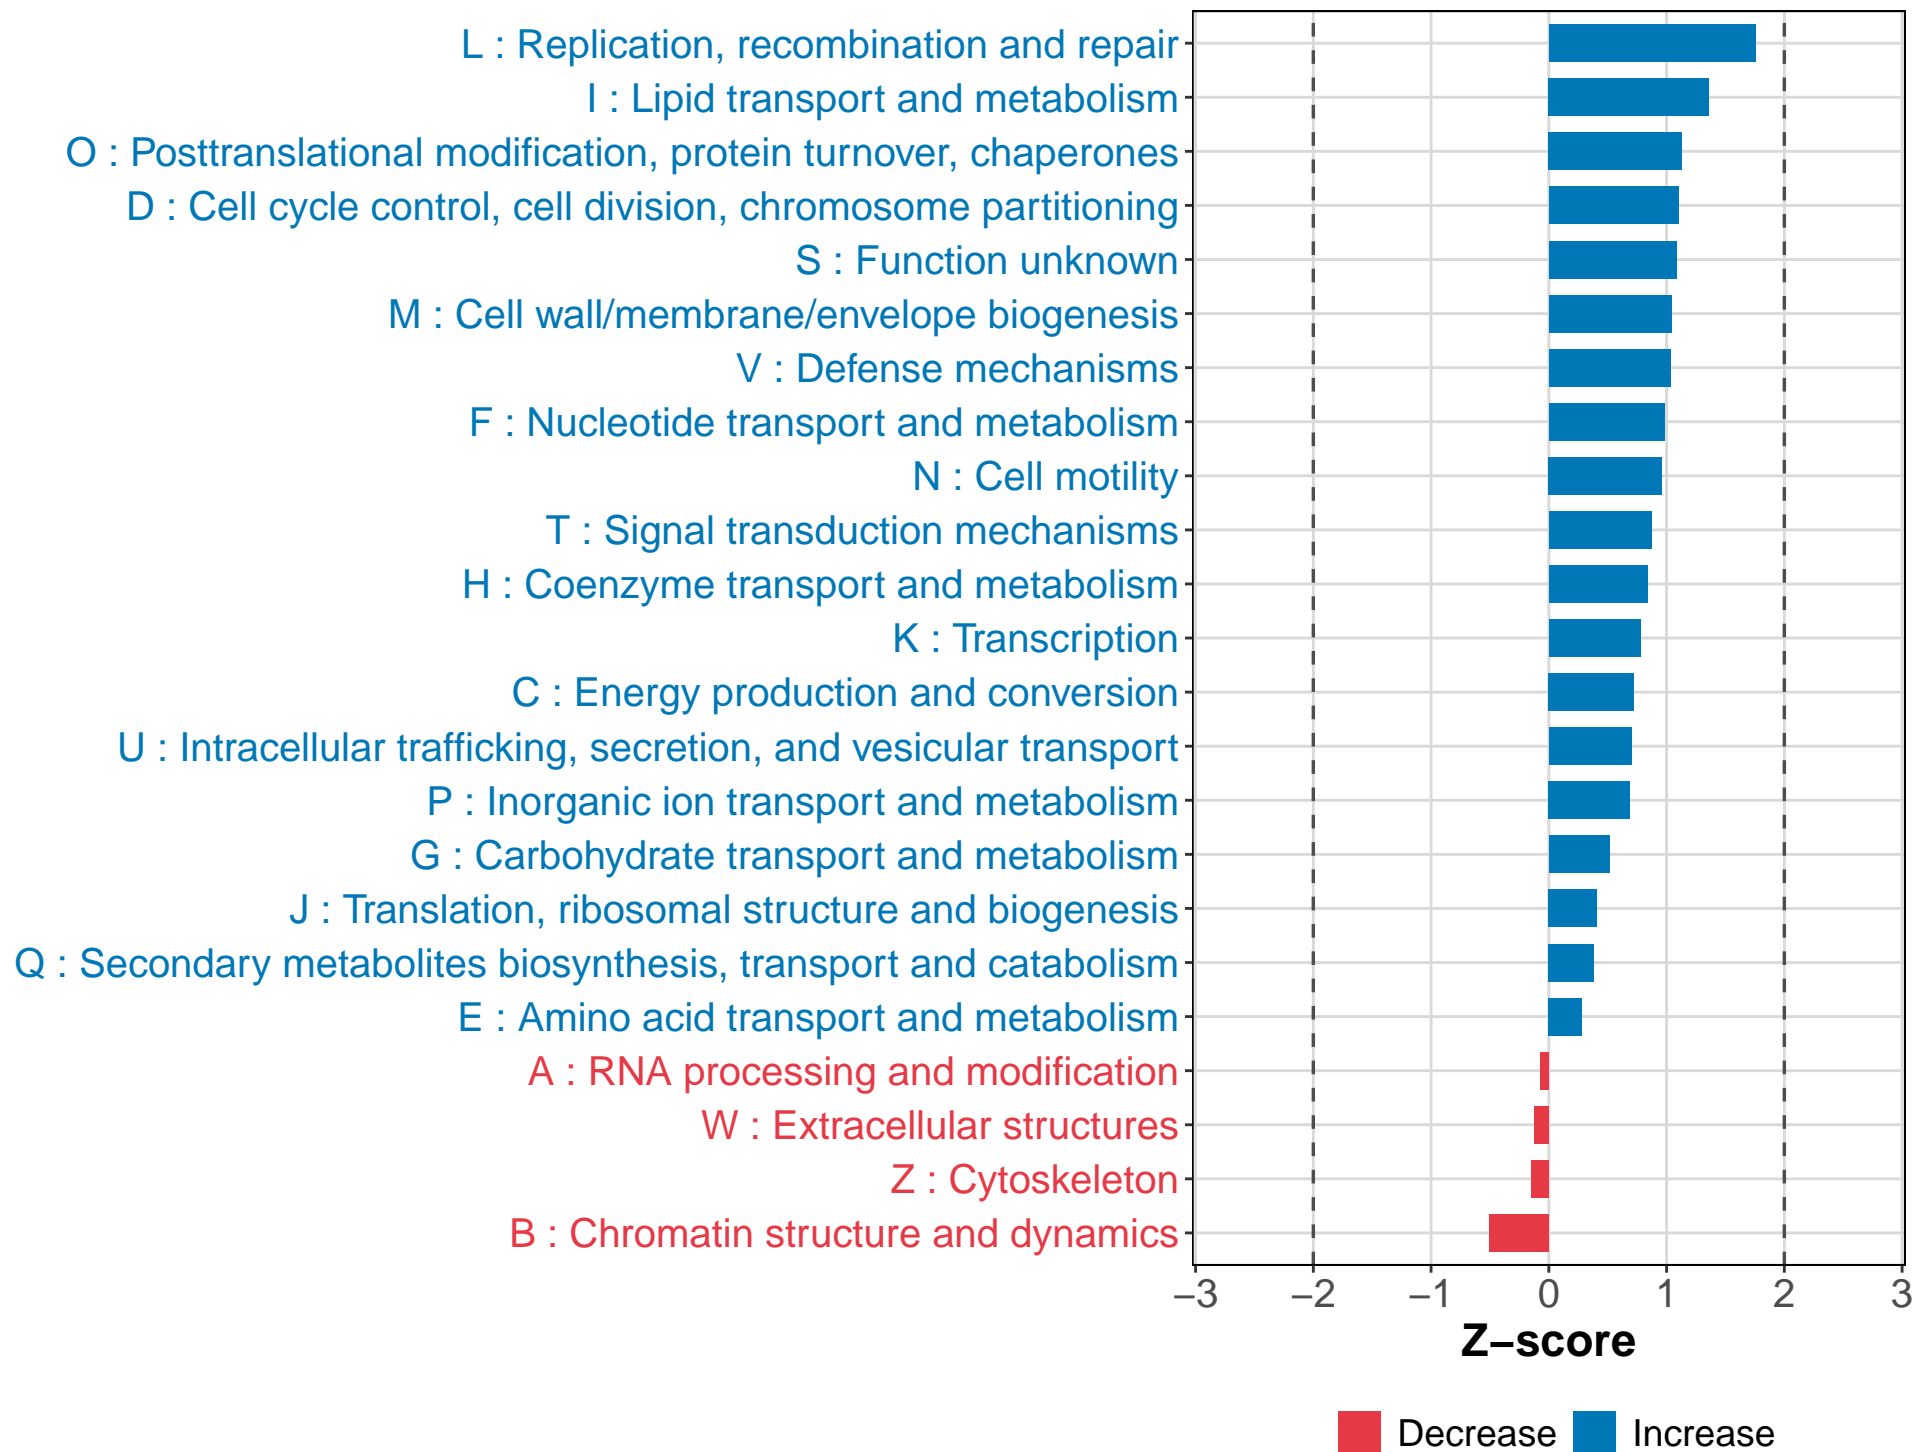 L : Replication, recombination and repair
I : Lipid transport and metabolism
O : Posttranslational modification, protein turnover, chaperones
D : Cell cycle control, cell division, chromosome partitioning
S : Function unknown
M : Cell wall/membrane/envelope biogenesis
V : Defense mechanisms
F : Nucleotide transport and metabolism
N : Cell motility
T : Signal transduction mechanisms
H : Coenzyme transport and metabolism
K : Transcription
C : Energy production and conversion
U : Intracellular trafficking, secretion, and vesicular transport
P : Inorganic ion transport and metabolism
G : Carbohydrate transport and metabolism
J : Translation, ribosomal structure and biogenesis
Q : Secondary metabolites biosynthesis, transport and catabolism
E : Amino acid transport and metabolism
A : RNA processing and modification
W : Extracellular structures
Z : Cytoskeleton
B : Chromatin structure and dynamics
−3 −2 −1 0 1 2 3
Z−score
Decrease Increase